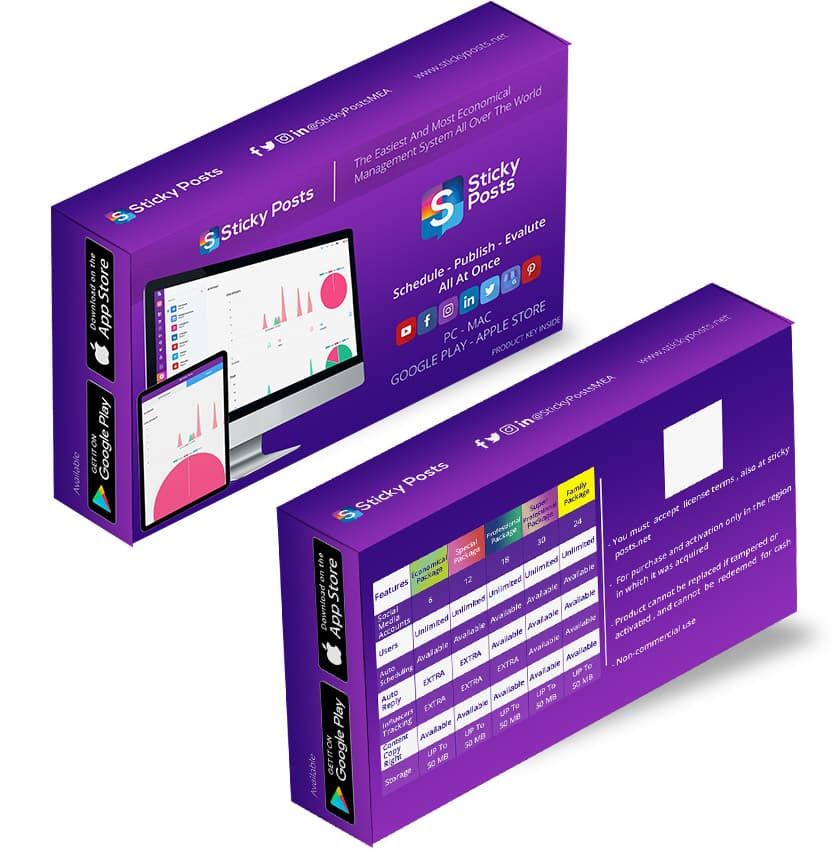 Sticky Posts
@StickyPostsMEA
www.stickyposts.net
Sticky Posts
The Easiest And Most Economical
Management System All Over The World
Sticky
Posts
Schedule - Publish - Evalute
All At Once
PC - MAC
GOOGLE PLAY - APPLE STORE
PRODUCT KEY INSIDE
Download on the
App Store
GET IT ON
Google Play
Available
Sticky Posts
@StickyPostsMEA
www.stickyposts.net
Download on the
App Store
GET IT ON
Google Play
Available
Features Economical Package Special Package Professional Package Super Professional Package Family Package
Social Media Accounts 6 12 18 30 24
Users Unlimited Unlimited Unlimited Unlimited Unlimited
Auto Scheduling Available Available Available Available Available
Auto Reply EXTRA EXTRA Available Available Available
Influencers Tracking EXTRA EXTRA EXTRA Available Available
Content Copy Right Available Available Available Available Available
Storage UP To 50 MB UP To 50 MB UP To 50 MB UP To 50 MB UP To 50 MB
- You must accept license terms , also at sticky
posts.net
- For purchase and activation only in the region
in which it was acquired
- Product cannot be replaced if tampered or
activated , and cannot be redeemed for cash
- Non-commercial use